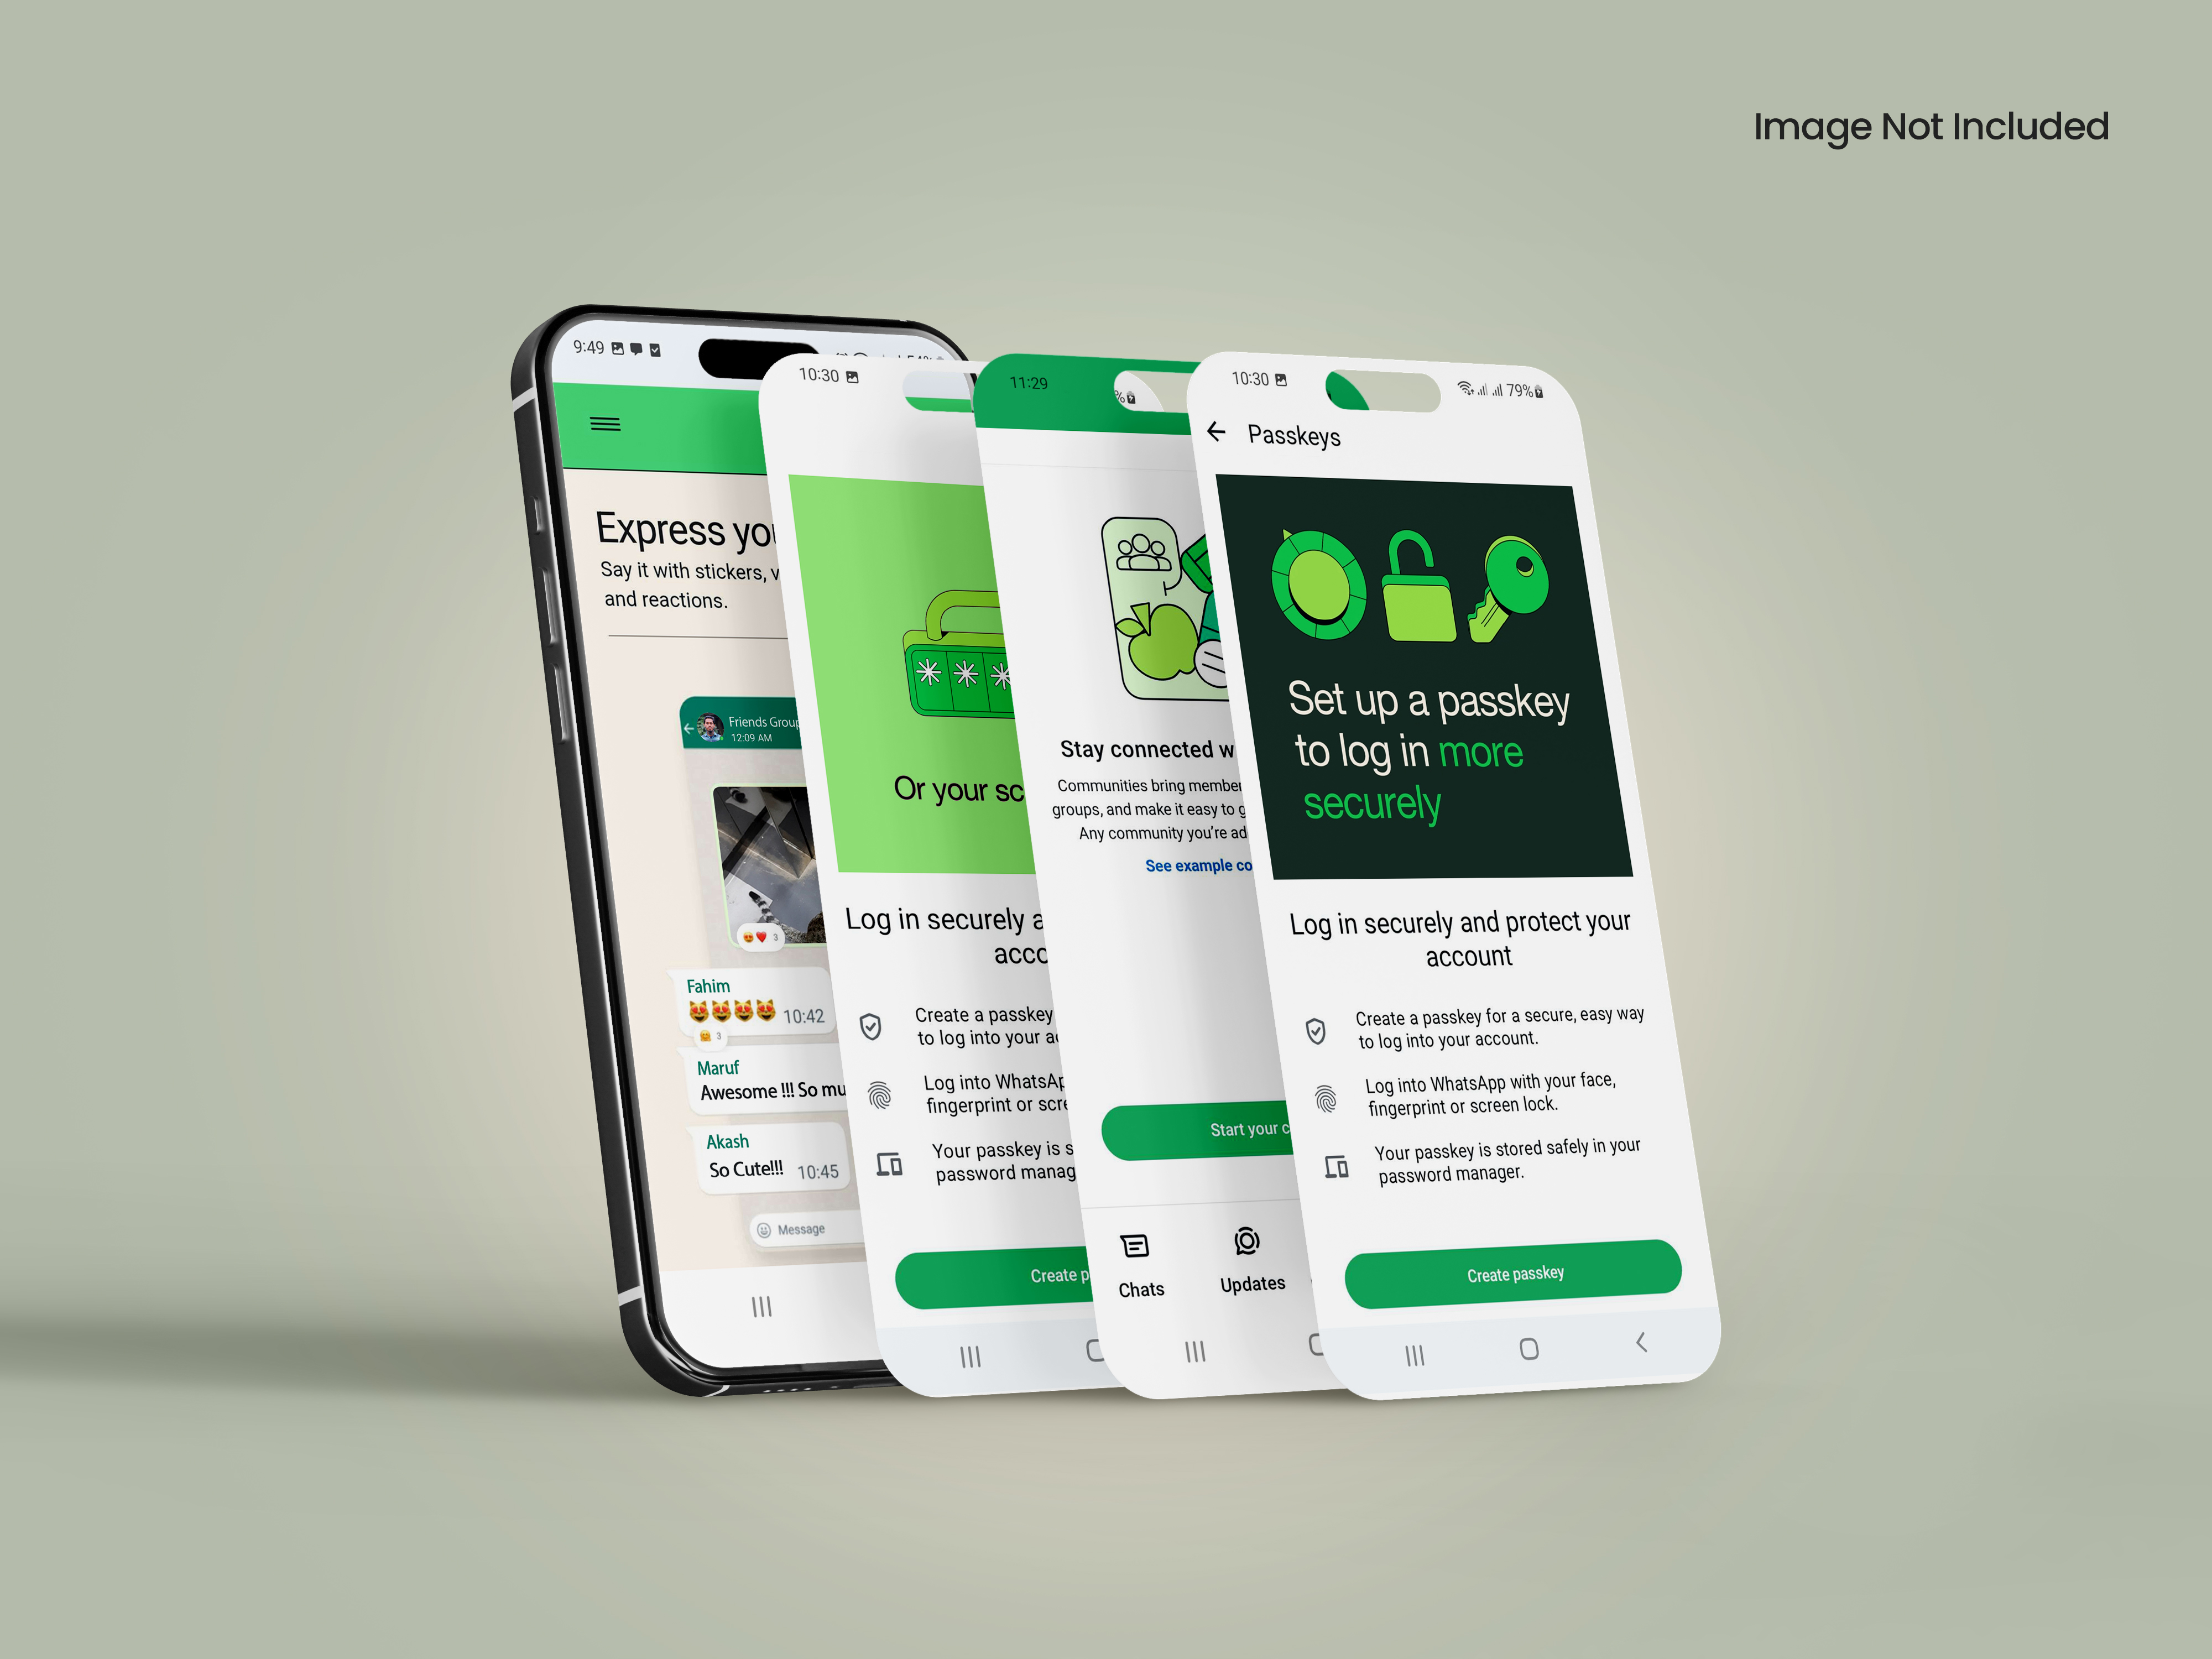 Image Not Included
9:49
Express you
Say it with stickers, v
and reactions.
Friends Group
12:09 AM
3
Fahim
10:42
3
Maruf
Awesome !!! So mu
Akash
So Cute!!! 10:45
Message
10:30
Or your sc
Log in securely a
acco
Create a passkey
to log into your ac
Log into WhatsAp
fingerprint or scre
Your passkey is s
password manag
Create p
11:29
%
Stay connected w
Communities bring member
groups, and make it easy to g
Any community you're ad
See example co
Start your c
Chats Updates
10:30 79%
Passkeys
Set up a passkey
to log in more
securely
Log in securely and protect your
account
Create a passkey for a secure, easy way
to log into your account.
Log into WhatsApp with your face,
fingerprint or screen lock.
Your passkey is stored safely in your
password manager.
Create passkey